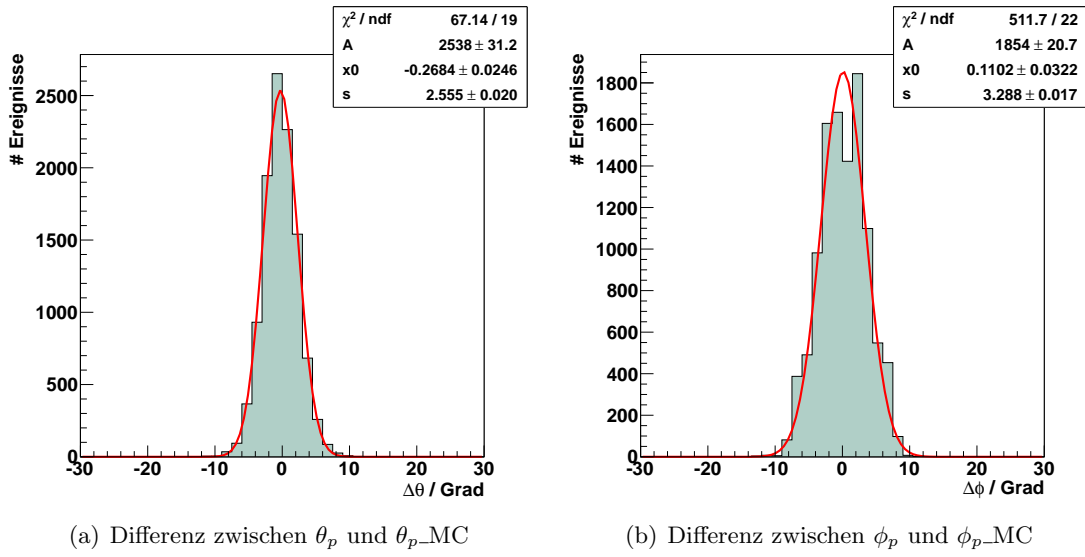 χ² / ndf 67.14 / 19
A 2538 ± 31.2
x0 -0.2684 ± 0.0246
s 2.555 ± 0.020
# Ereignisse
2500
2000
1500
1000
500
0
-30 -20 -10 0 10 20 30
Δθ / Grad
(a) Differenz zwischen θₚ und θₚ_MC
χ² / ndf 511.7 / 22
A 1854 ± 20.7
x0 0.1102 ± 0.0322
s 3.288 ± 0.017
# Ereignisse
1800
1600
1400
1200
1000
800
600
400
200
0
-30 -20 -10 0 10 20 30
Δϕ / Grad
(b) Differenz zwischen ϕₚ und ϕₚ_MC